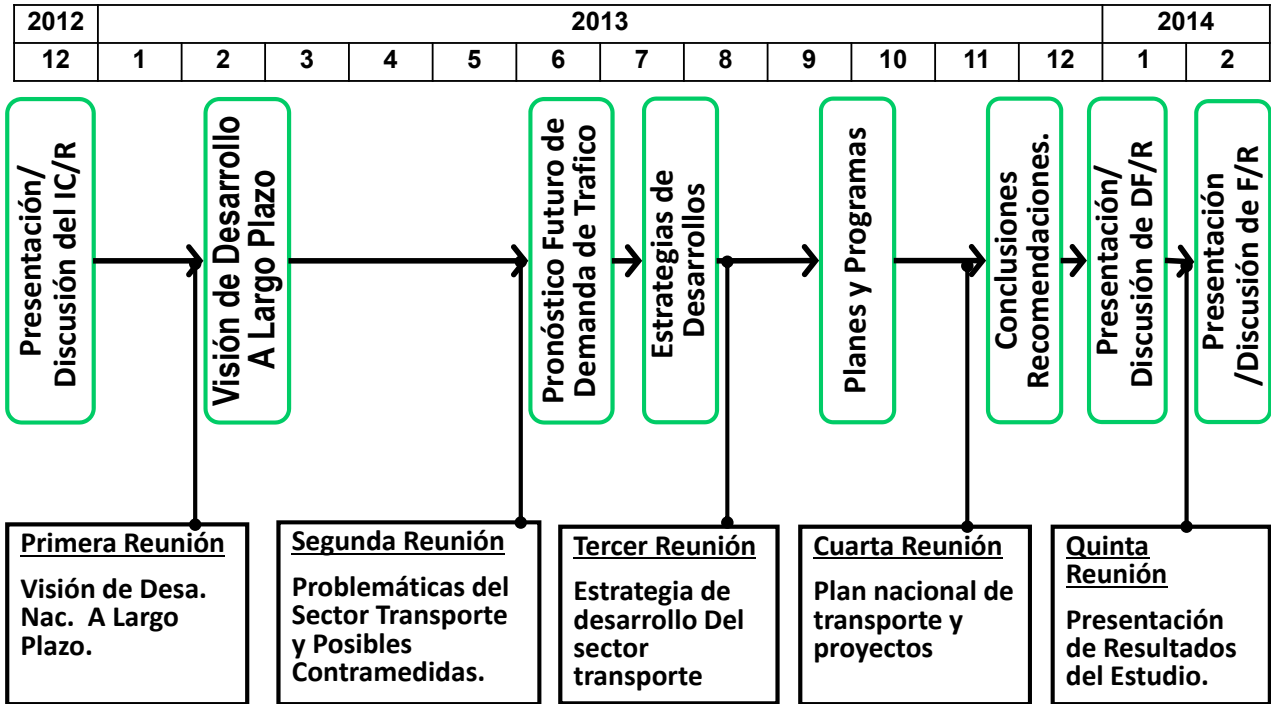 2012 2013 2014
12 1 2 3 4 5 6 7 8 9 10 11 12 1 2
Presentación/
Discusión del IC/R
Visión de Desarrollo
A Largo Plazo
Pronóstico Futuro de
Demanda de Trafico
Estrategias de
Desarrollos
Planes y Programas
Conclusiones
Recomendaciones.
Presentación/
Discusión de DF/R
Presentación
/Discusión de F/R
Primera Reunión
Visión de Desa.
Nac. A Largo
Plazo.
Segunda Reunión
Problemáticas del
Sector Transporte
y Posibles
Contramedidas.
Tercer Reunión
Estrategia de
desarrollo Del
sector
transporte
Cuarta Reunión
Plan nacional de
transporte y
proyectos
Quinta
Reunión
Presentación
de Resultados
del Estudio.